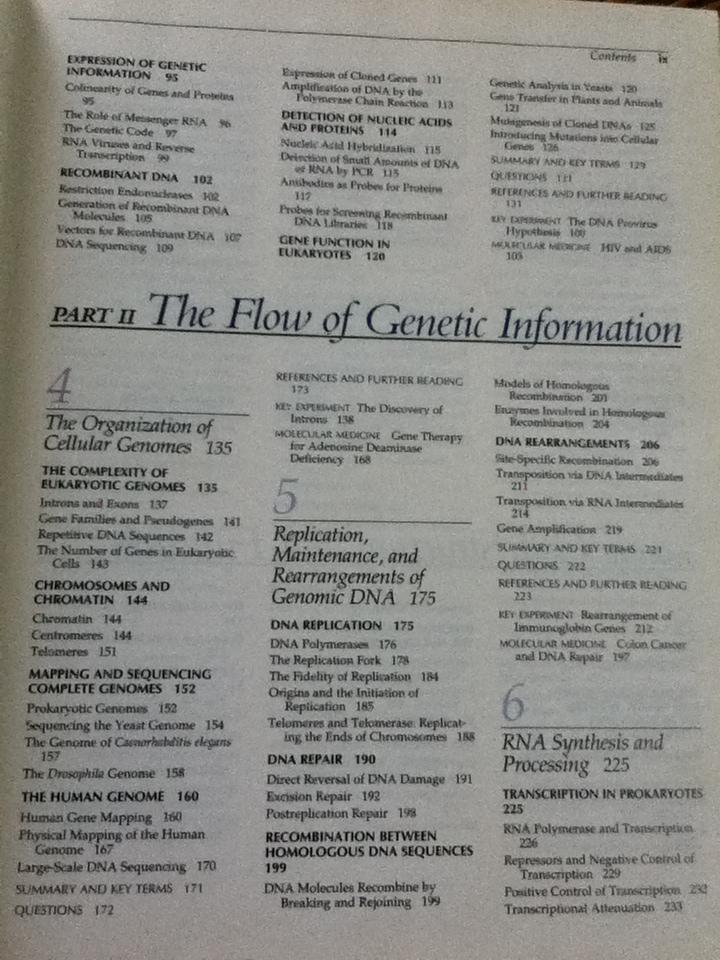 Contents ix
EXPRESSION OF GENETIC
INFORMATION 95
Colinearity of Genes and Proteins
95
The Role of Messenger RNA 96
The Genetic Code 97
RNA Viruses and Reverse
Transcription 99
RECOMBINANT DNA 102
Restriction Endonucleases 102
Generation of Recombinant DNA
Molecules 105
Vectors for Recombinant DNA 107
DNA Sequencing 109
Expression of Cloned Genes 111
Amplification of DNA by the
Polymerase Chain Reaction 113
DETECTION OF NUCLEIC ACIDS
AND PROTEINS 114
Nucleic Acid Hybridization 115
Detection of Small Amounts of DNA
or RNA by PCR 115
Antibodies as Probes for Proteins
117
Probes for Screening Recombinant
DNA Libraries 118
GENE FUNCTION IN
EUKARYOTES 120
Genetic Analysis in Yeasts 120
Gene Transfer in Plants and Animals
121
Mutagenesis of Cloned DNAs 125
Introducing Mutations into Cellular
Genes 126
SUMMARY AND KEY TERMS 129
QUESTIONS 131
REFERENCES AND FURTHER READING
131
KEY EXPERIMENT The DNA Provirus
Hypothesis 100
MOLECULAR MEDICINE HIV and AIDS
103
PART II The Flow of Genetic Information
4
The Organization of
Cellular Genomes 135
THE COMPLEXITY OF
EUKARYOTIC GENOMES 135
Introns and Exons 137
Gene Families and Pseudogenes 141
Repetitive DNA Sequences 142
The Number of Genes in Eukaryotic
Cells 143
CHROMOSOMES AND
CHROMATIN 144
Chromatin 144
Centromeres 144
Telomeres 151
MAPPING AND SEQUENCING
COMPLETE GENOMES 152
Prokaryotic Genomes 152
Sequencing the Yeast Genome 154
The Genome of Caenorhabditis elegans
157
The Drosophila Genome 158
THE HUMAN GENOME 160
Human Gene Mapping 160
Physical Mapping of the Human
Genome 167
Large-Scale DNA Sequencing 170
SUMMARY AND KEY TERMS 171
QUESTIONS 172
REFERENCES AND FURTHER READING
173
KEY EXPERIMENT The Discovery of
Introns 138
MOLECULAR MEDICINE Gene Therapy
for Adenosine Deaminase
Deficiency 168
5
Replication,
Maintenance, and
Rearrangements of
Genomic DNA 175
DNA REPLICATION 175
DNA Polymerases 176
The Replication Fork 178
The Fidelity of Replication 184
Origins and the Initiation of
Replication 185
Telomeres and Telomerase: Replicat-
ing the Ends of Chromosomes 188
DNA REPAIR 190
Direct Reversal of DNA Damage 191
Excision Repair 192
Postreplication Repair 198
RECOMBINATION BETWEEN
HOMOLOGOUS DNA SEQUENCES
199
DNA Molecules Recombine by
Breaking and Rejoining 199
Models of Homologous
Recombination 201
Enzymes Involved in Homologous
Recombination 204
DNA REARRANGEMENTS 206
Site-Specific Recombination 206
Transposition via DNA Intermediates
211
Transposition via RNA Intermediates
214
Gene Amplification 219
SUMMARY AND KEY TERMS 221
QUESTIONS 222
REFERENCES AND FURTHER READING
223
KEY EXPERIMENT Rearrangement of
Immunoglobin Genes 212
MOLECULAR MEDICINE Colon Cancer
and DNA Repair 197
6
RNA Synthesis and
Processing 225
TRANSCRIPTION IN PROKARYOTES
225
RNA Polymerase and Transcription
226
Repressors and Negative Control of
Transcription 229
Positive Control of Transcription 232
Transcriptional Attenuation 233